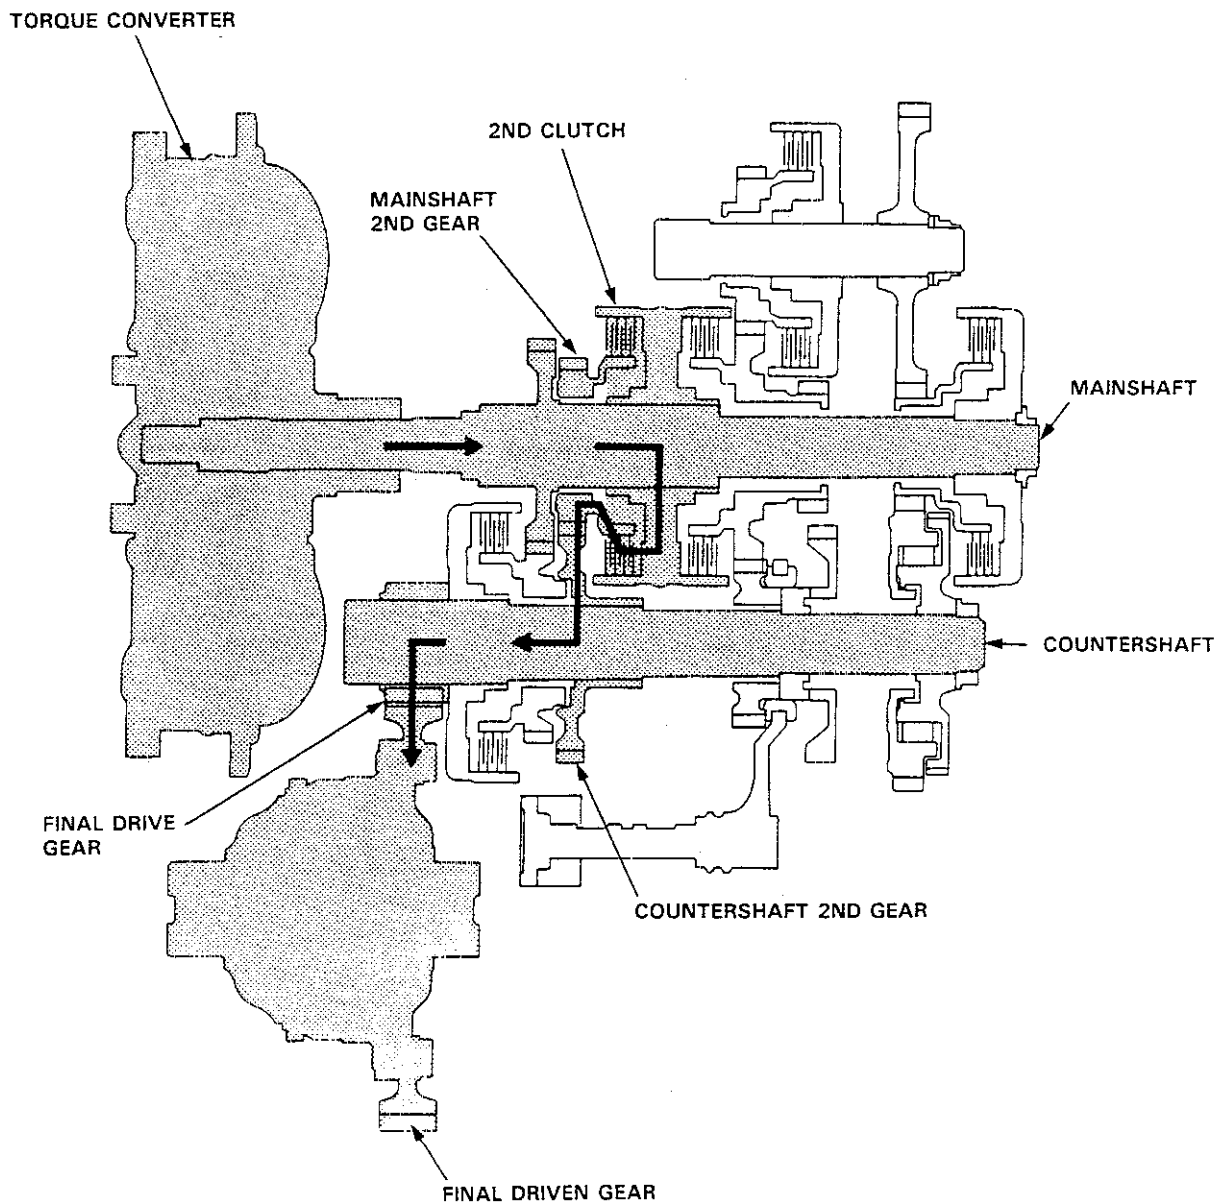 TORQUE CONVERTER
2ND CLUTCH
MAINSHAFT
2ND GEAR
MAINSHAFT
COUNTERSHAFT
FINAL DRIVE
GEAR
COUNTERSHAFT 2ND GEAR
FINAL DRIVEN GEAR